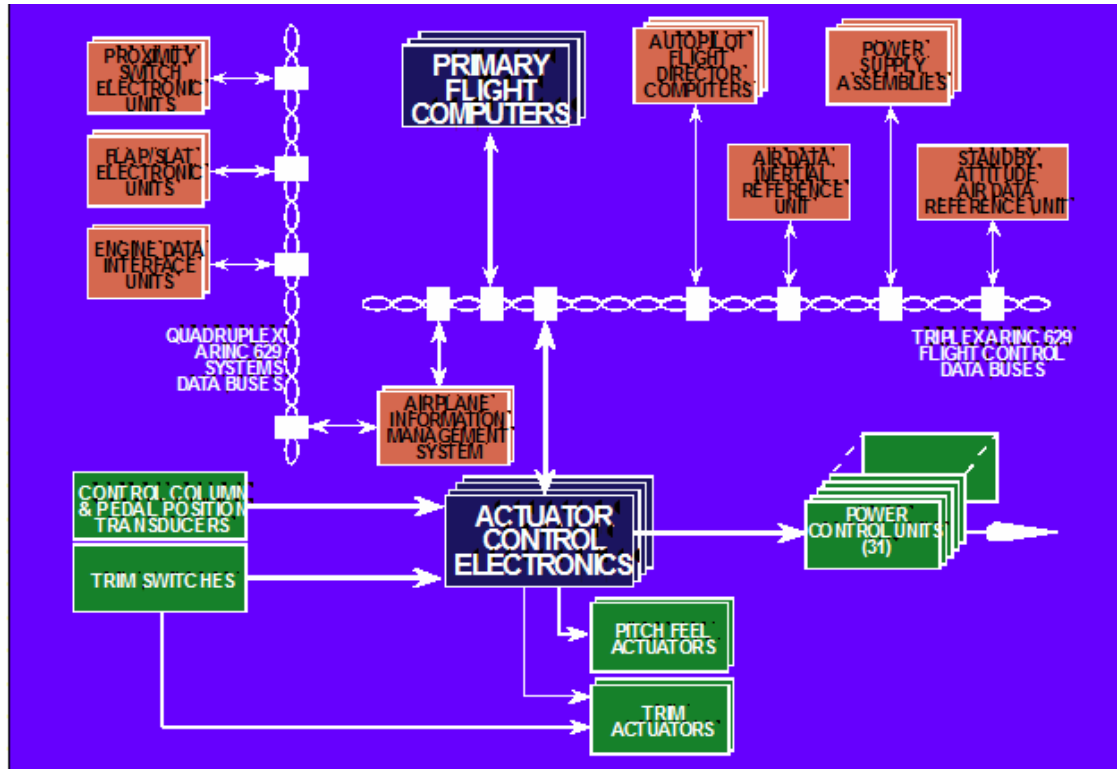 PROXIMITY
SWITCH
ELECTRONIC
UNITS
FLAP/SLAT
ELECTRONIC
UNITS
ENGINE DATA
INTERFACE
UNITS
PRIMARY
FLIGHT
COMPUTERS
AUTOPILOT
FLIGHT
DIRECTOR
COMPUTERS
POWER
SUPPLY
ASSEMBLIES
AIR DATA
INERTIAL
REFERENCE
UNIT
STANDBY
ATTITUDE
AIR DATA
REFERENCE UNIT
QUADRUPLEX
ARINC 629
SYSTEMS
DATA BUSES
TRIPLEX ARINC 629
FLIGHT CONTROL
DATA BUSES
AIRPLANE
INFORMATION
MANAGEMENT
SYSTEM
CONTROL COLUMN
& PEDAL POSITION
TRANSDUCERS
TRIM SWITCHES
ACTUATOR
CONTROL
ELECTRONICS
POWER
CONTROL UNITS
(31)
PITCH FEEL
ACTUATORS
TRIM
ACTUATORS